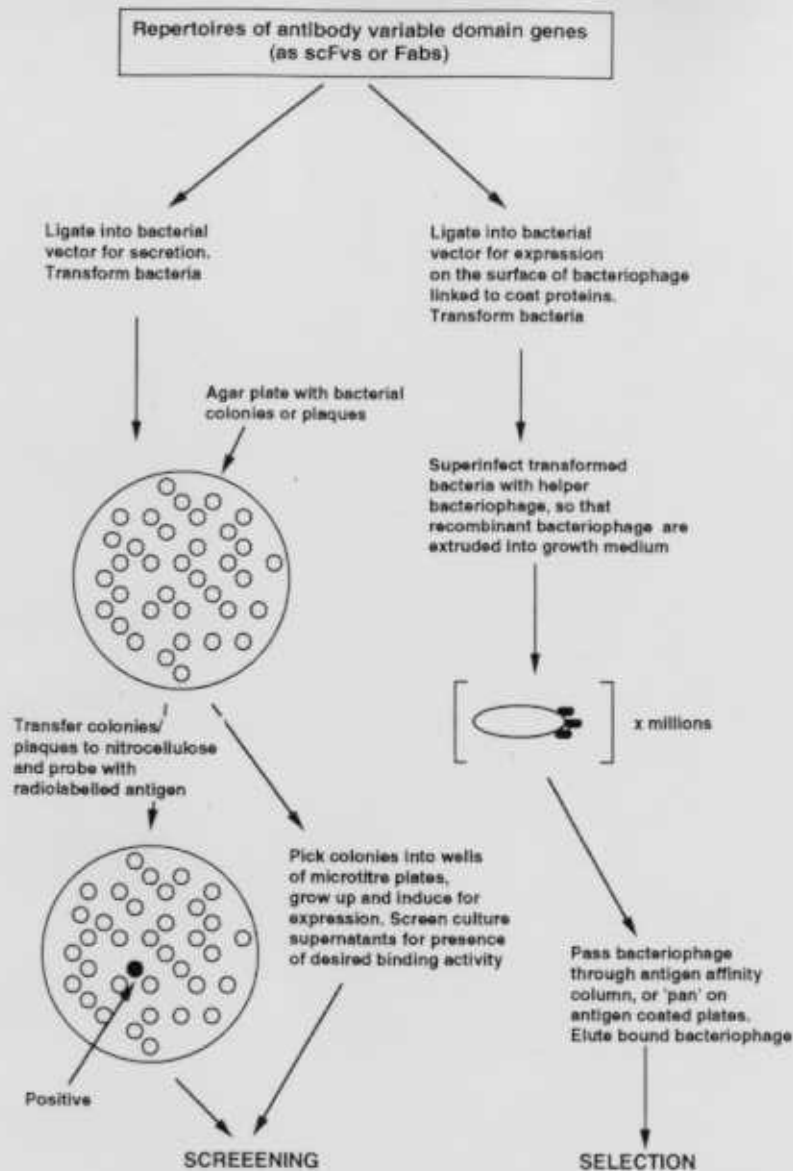 Repertoires of antibody variable domain genes
(as scFvs or Fabs)
Ligate into bacterial
vector for secretion.
Transform bacteria
Ligate into bacterial
vector for expression
on the surface of bacteriophage
linked to coat proteins.
Transform bacteria
Agar plate with bacterial
colonies or plaques
Superinfect transformed
bacteria with helper
bacteriophage, so that
recombinant bacteriophage are
extruded into growth medium
x millions
Transfer colonies/
plaques to nitrocellulose
and probe with
radiolabelled antigen
Pick colonies into wells
of microtitre plates,
grow up and induce for
expression. Screen culture
supernatants for presence
of desired binding activity
Pass bacteriophage
through antigen affinity
column, or 'pan' on
antigen coated plates.
Elute bound bacteriophage
Positive
SCREEENING
SELECTION